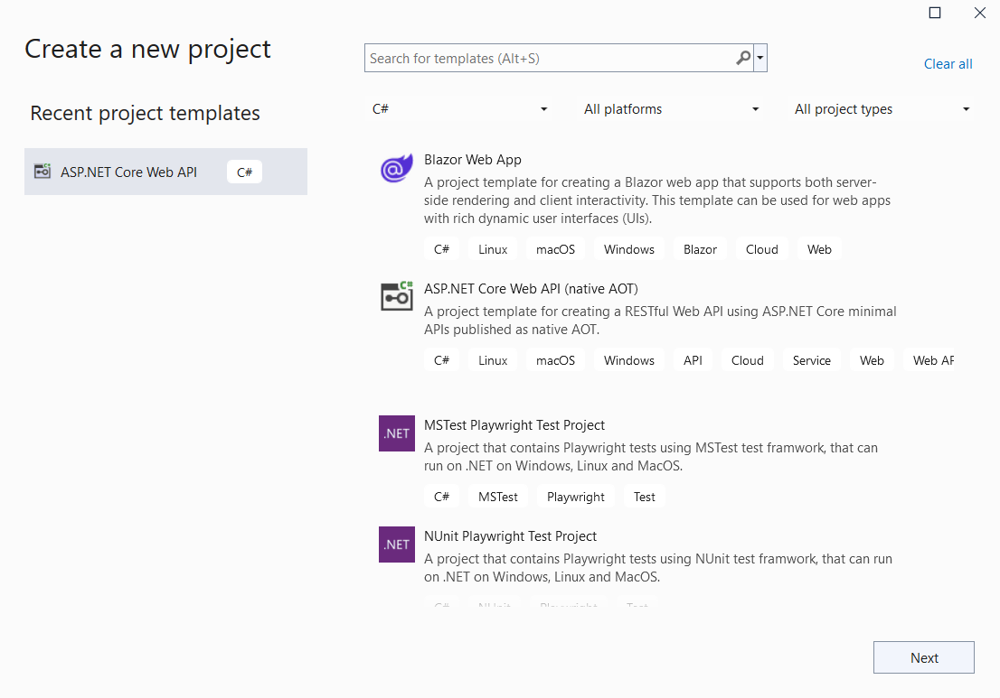 Create a new project
Search for templates (Alt+S)
Clear all
Recent project templates
C#
All platforms
All project types
ASP.NET Core Web API
C#
Blazor Web App
A project template for creating a Blazor web app that supports both server-
side rendering and client interactivity. This template can be used for web apps
with rich dynamic user interfaces (UIs).
C# Linux macOS Windows Blazor Cloud Web
C#
ASP.NET Core Web API (native AOT)
A project template for creating a RESTful Web API using ASP.NET Core minimal
APIs published as native AOT.
C# Linux macOS Windows API Cloud Service Web Web AP
.NET
MSTest Playwright Test Project
A project that contains Playwright tests using MSTest test framwork, that can
run on .NET on Windows, Linux and MacOS.
C# MSTest Playwright Test
.NET
NUnit Playwright Test Project
A project that contains Playwright tests using NUnit test framwork, that can run
on .NET on Windows, Linux and MacOS.
C# NUnit Playwright Test
Next